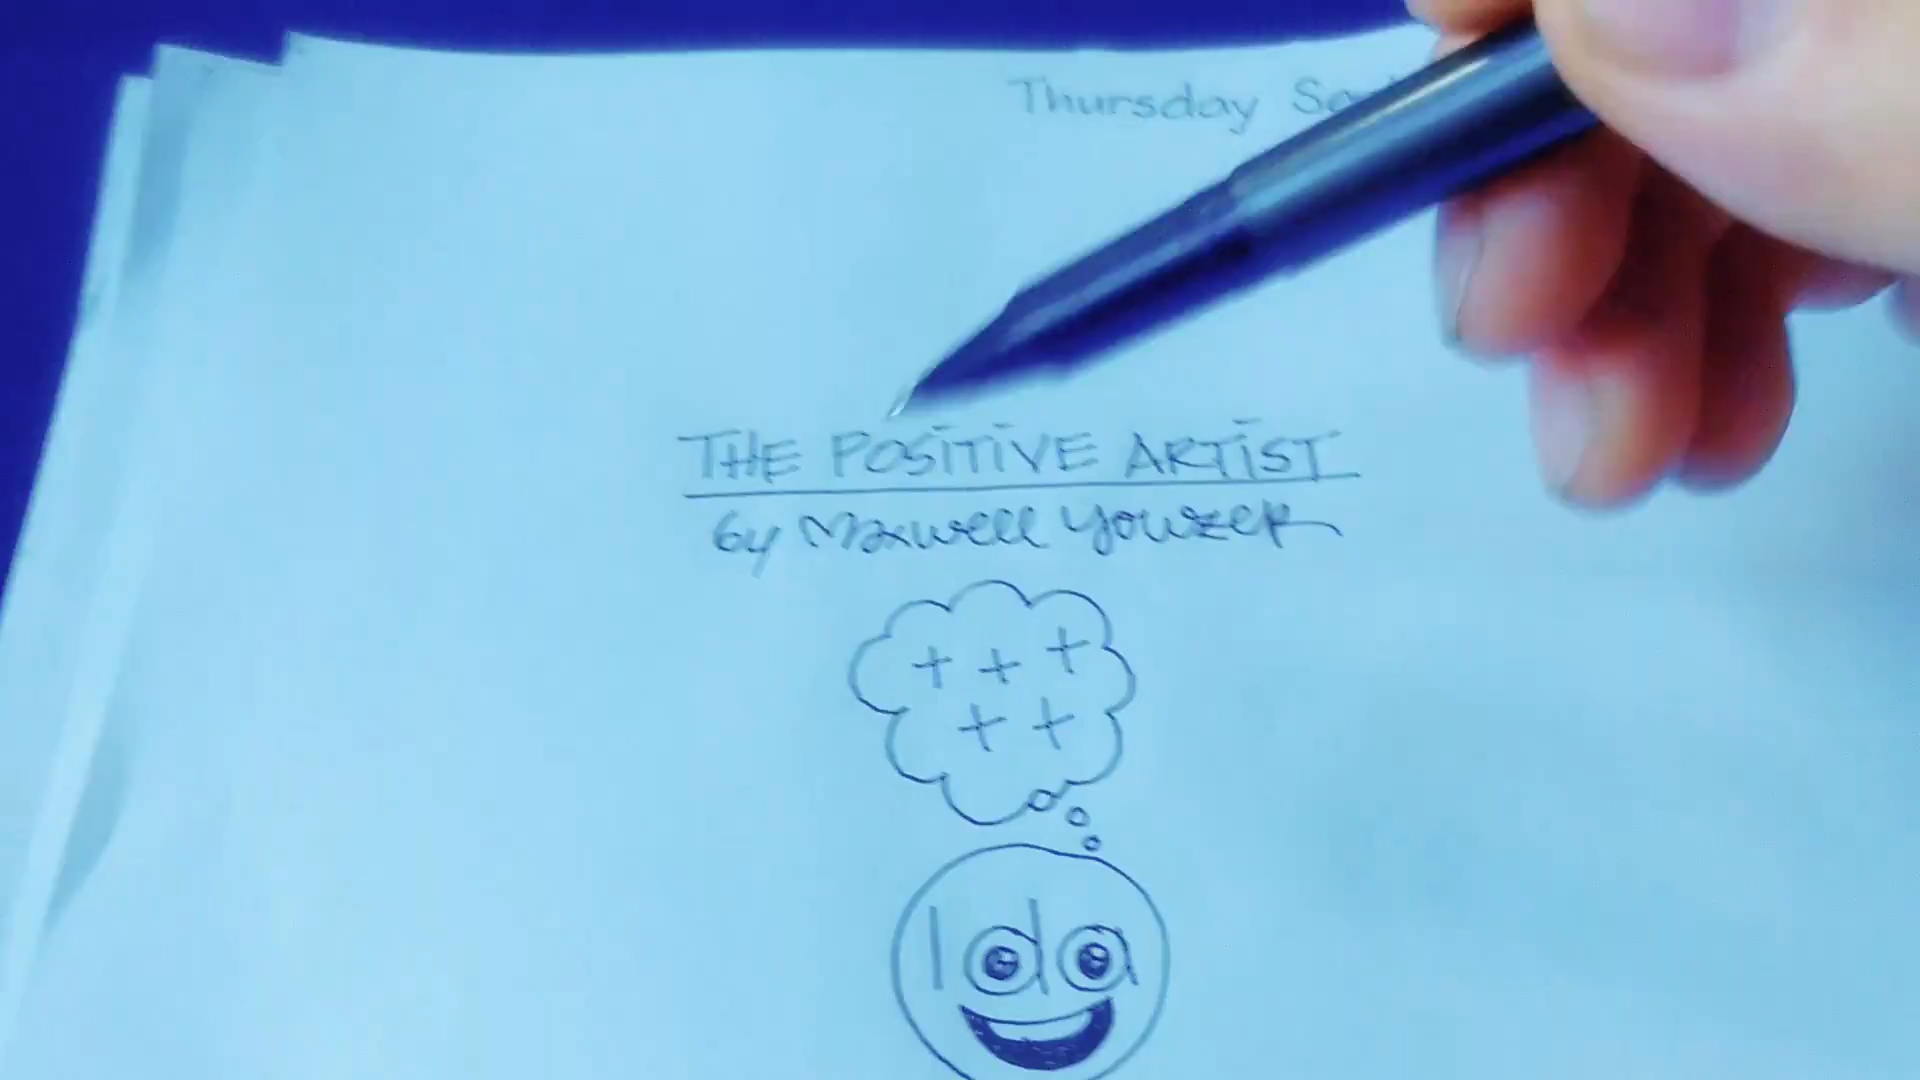 Thursday
THE POSITIVE ARTIST
by Maxwell Yowzer
+ + +
+ +
Ida